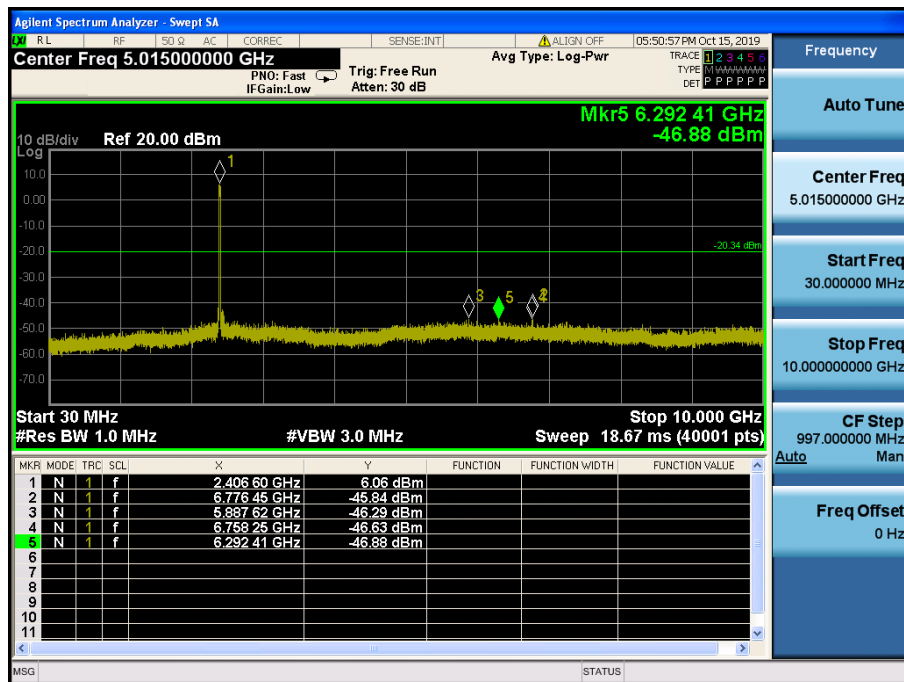 Agilent Spectrum Analyzer - Swept SA
LXI RL RF 50 Ω AC CORREC SENSE:INT ALIGN OFF 05:50:57 PM Oct 15, 2019
Center Freq 5.015000000 GHz
PNO: Fast
IFGain:Low
Trig: Free Run
Atten: 30 dB
Avg Type: Log-Pwr
TRACE 1 2 3 4 5 6
TYPE M WWWWW
DET P P P P P P
Mkr5 6.292 41 GHz
-46.88 dBm
10 dB/div
Log
Ref 20.00 dBm
10.0
0.00
-10.0
-20.0
-30.0
-40.0
-50.0
-60.0
-70.0
1
-20.34 dBm
3
5
Start 30 MHz
Stop 10.000 GHz
#Res BW 1.0 MHz
#VBW 3.0 MHz
Sweep 18.67 ms (40001 pts)
MKR MODE TRC SCL X Y FUNCTION FUNCTION WIDTH FUNCTION VALUE
1 N 1 f 2.406 60 GHz 6.06 dBm
2 N 1 f 6.776 45 GHz -45.84 dBm
3 N 1 f 5.887 62 GHz -46.29 dBm
4 N 1 f 6.758 25 GHz -46.63 dBm
5 N 1 f 6.292 41 GHz -46.88 dBm
6
7
8
9
10
11
MSG
STATUS
Frequency
Auto Tune
Center Freq
5.015000000 GHz
Start Freq
30.000000 MHz
Stop Freq
10.000000000 GHz
CF Step
997.000000 MHz
Auto Man
Freq Offset
0 Hz